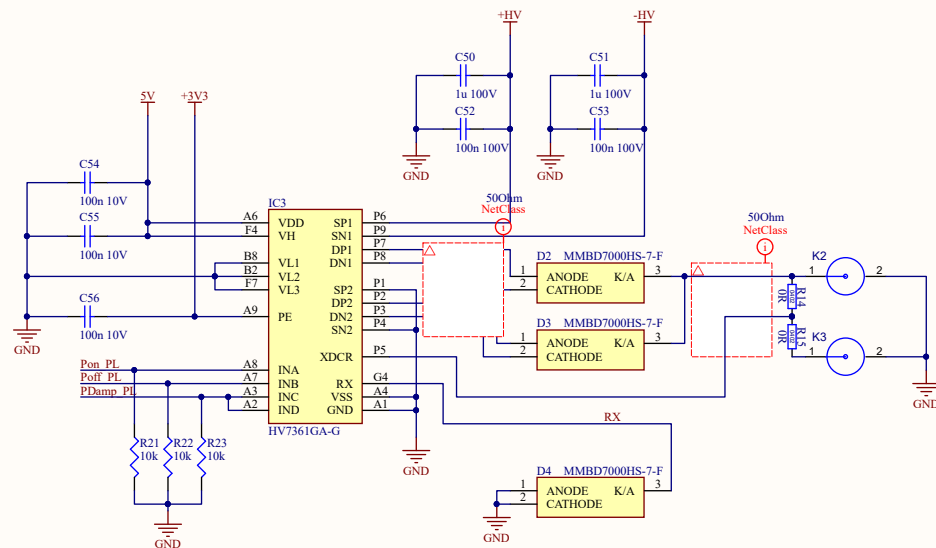 +HV
-HV
C50
1u 100V
C51
1u 100V
C52
100n 100V
C53
100n 100V
GND
GND
5V
+3V3
C54
100n 10V
C55
100n 10V
C56
100n 10V
GND
IC3
A6 VDD SP1 P6
F4 VH SN1 P9
DP1 P7
B8 VL1 DN1 P8
B2 VL2
F7 VL3 SP2 P1
DP2 P2
A9 PE DN2 P3
SN2 P4
XDCR P5
A8 INA
A7 INB RX G4
A3 INC VSS A4
A2 IND GND A1
HV7361GA-G
Pon_PL
Poff_PL
PDamp_PL
R21
10k
R22
10k
R23
10k
GND
GND
50Ohm
NetClass
i
D2 MMBD7000HS-7-F
1 ANODE K/A 3
2 CATHODE
D3 MMBD7000HS-7-F
1 ANODE K/A 3
2 CATHODE
RX
D4 MMBD7000HS-7-F
1 ANODE K/A 3
2 CATHODE
GND
50Ohm
NetClass
i
K2
1 2
R14
0402
0R
R15
0402
0R
K3
1 2
GND